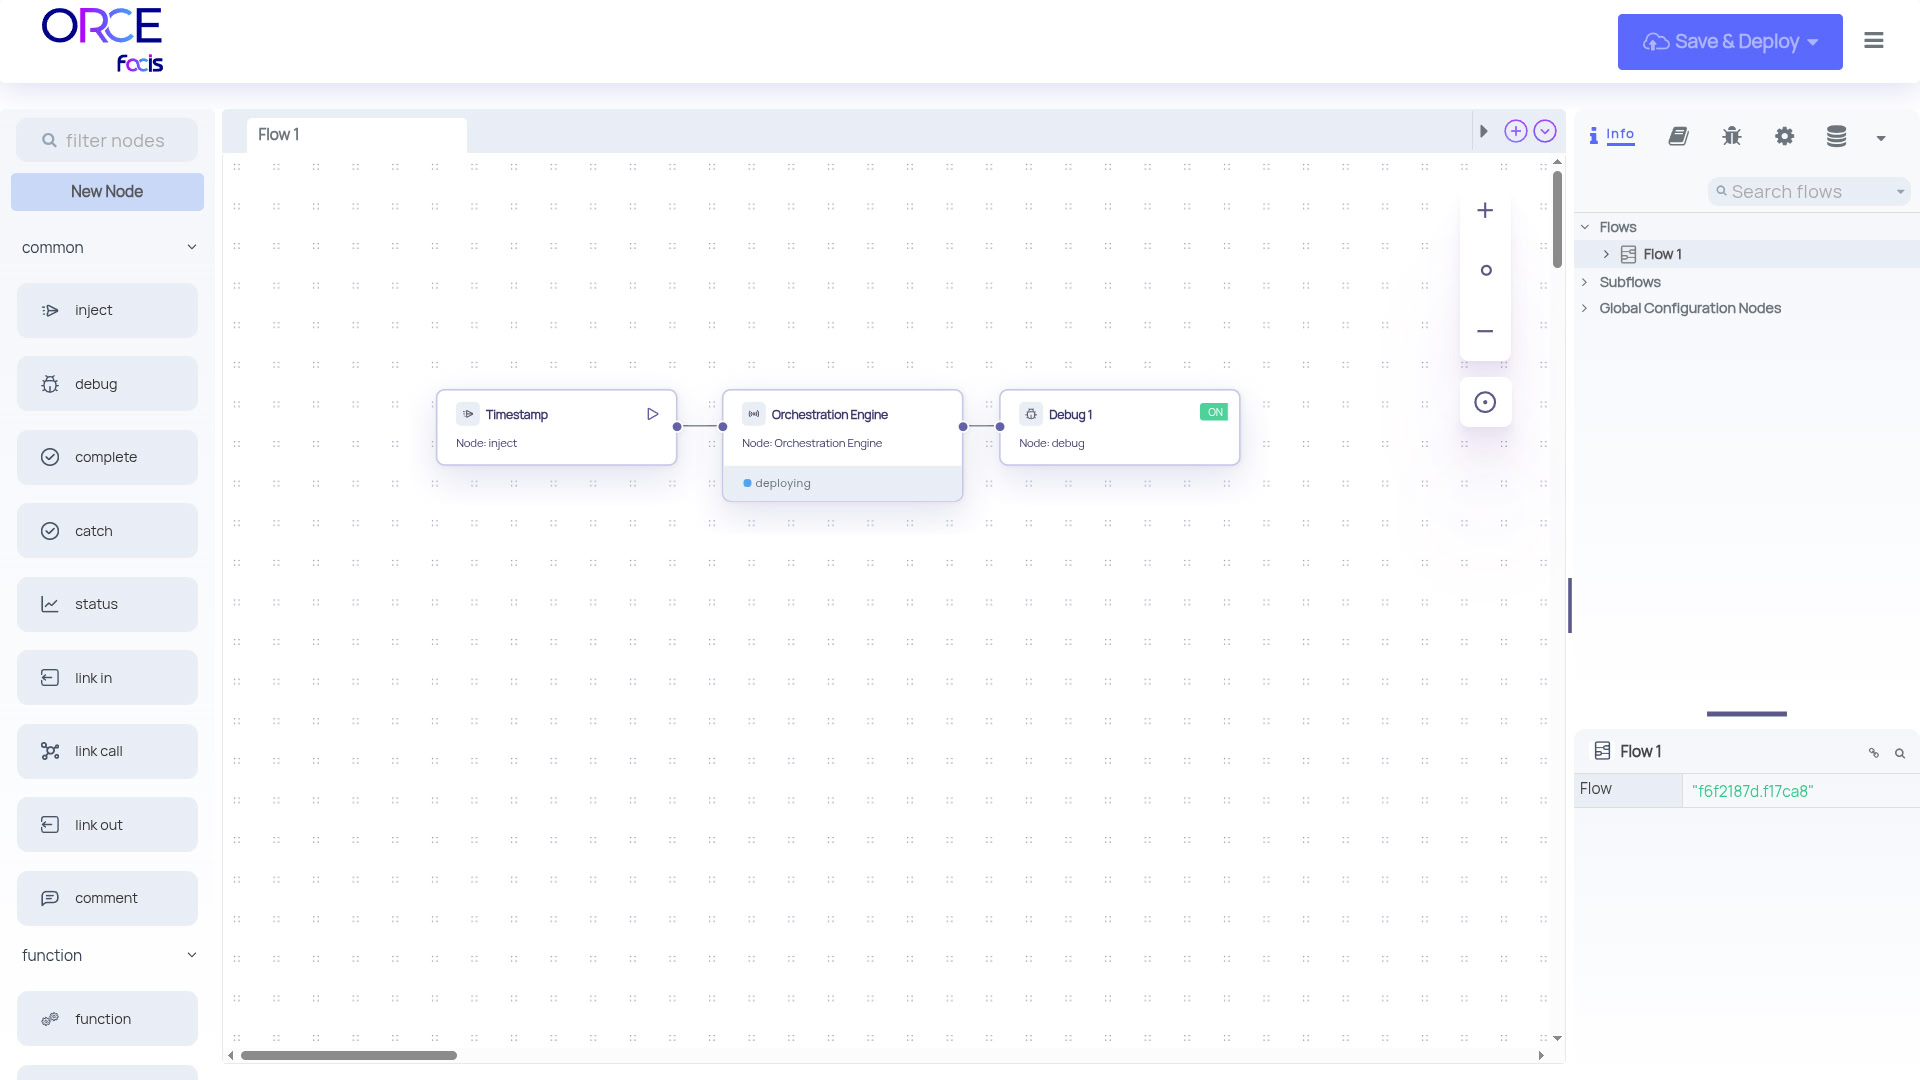 ORCE
facis
Save & Deploy
filter nodes
New Node
common
inject
debug
complete
catch
status
link in
link call
link out
comment
function
function
Flow 1
Timestamp
Node: inject
Orchestration Engine
Node: Orchestration Engine
deploying
Debug 1
ON
Node: debug
Info
Search flows
Flows
Flow 1
Subflows
Global Configuration Nodes
Flow 1
Flow
"f6f2187d.f17ca8"